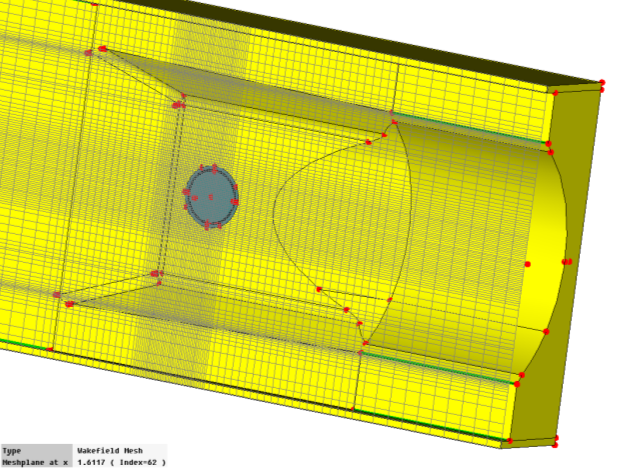 Type Wakefield Mesh
Meshplane at x 1.6117 ( Index=62 )